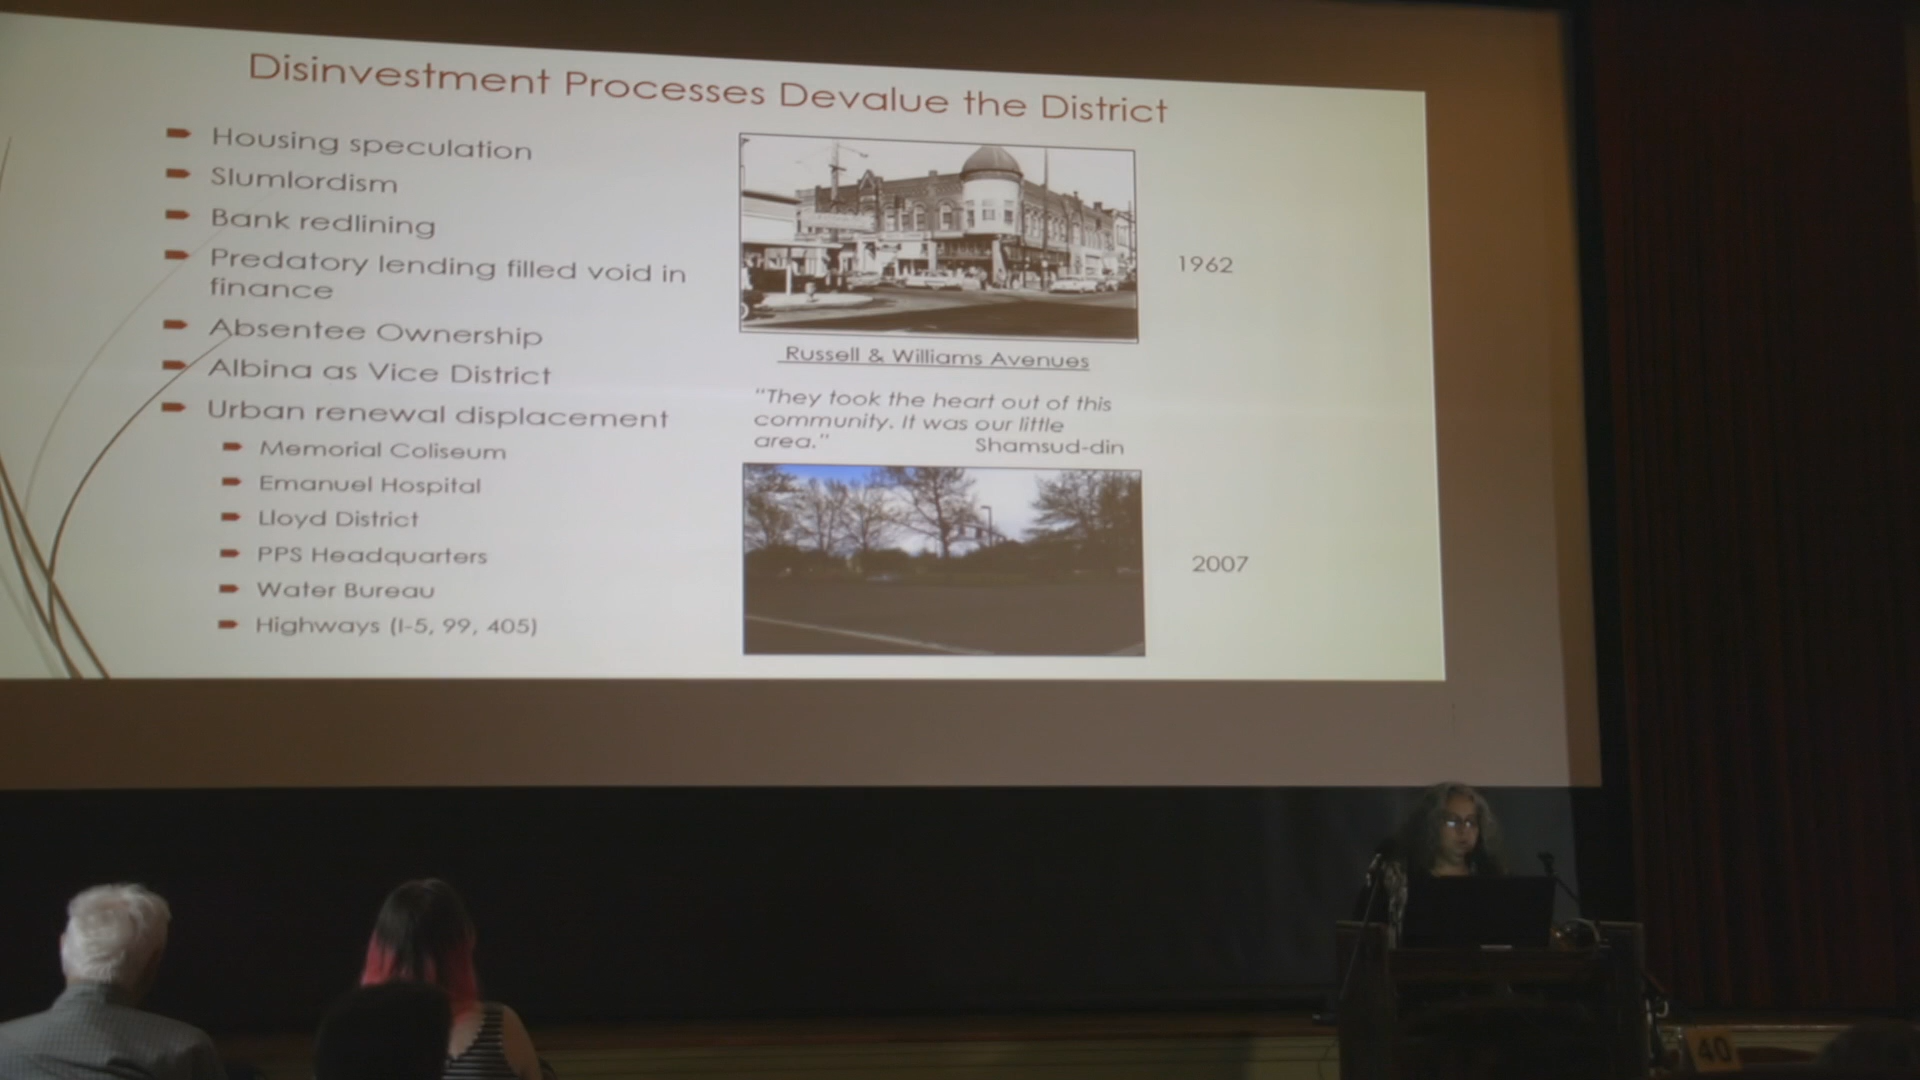 Disinvestment Processes Devalue the District
Housing speculation
Slumlordism
Bank redlining
Predatory lending filled void in
finance
Absentee Ownership
Albina as Vice District
Urban renewal displacement
Memorial Coliseum
Emanuel Hospital
Lloyd District
PPS Headquarters
Water Bureau
Highways (I-5, 99, 405)
1962
Russell & Williams Avenues
"They took the heart out of this
community. It was our little
area."
Shamsud-din
2007
40